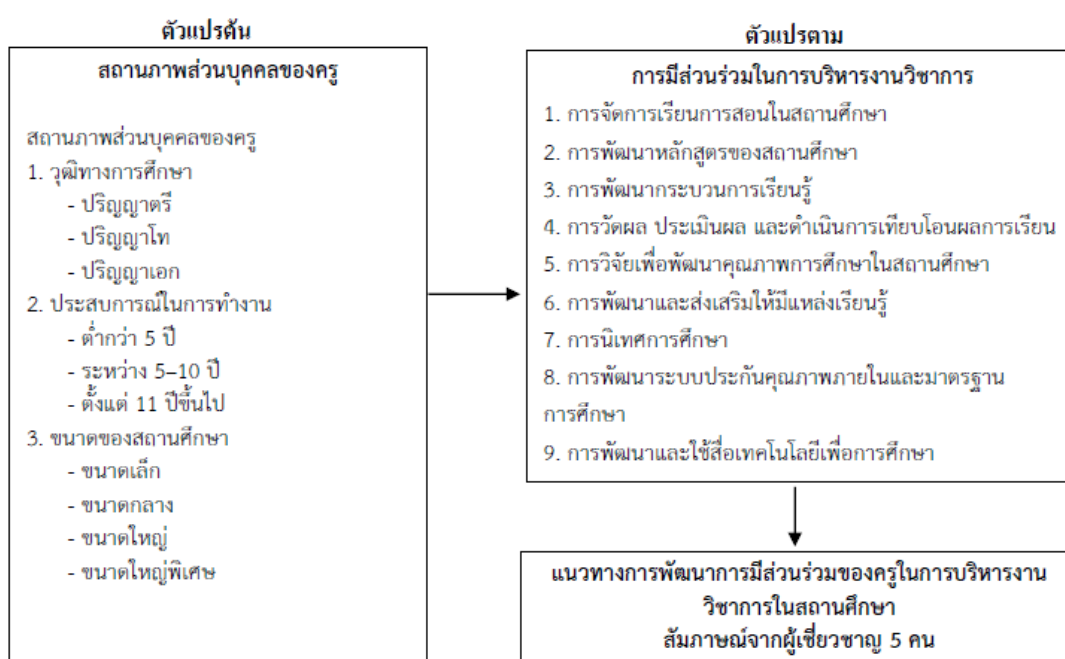 ตัวแปรต้น
สถานภาพส่วนบุคคลของครู
สถานภาพส่วนบุคคลของครู
1. วุฒิทางการศึกษา
- ปริญญาตรี
- ปริญญาโท
- ปริญญาเอก
2. ประสบการณ์ในการทำงาน
- ต่ำกว่า 5 ปี
- ระหว่าง 5–10 ปี
- ตั้งแต่ 11 ปีขึ้นไป
3. ขนาดของสถานศึกษา
- ขนาดเล็ก
- ขนาดกลาง
- ขนาดใหญ่
- ขนาดใหญ่พิเศษ
ตัวแปรตาม
การมีส่วนร่วมในการบริหารงานวิชาการ
1. การจัดการเรียนการสอนในสถานศึกษา
2. การพัฒนาหลักสูตรของสถานศึกษา
3. การพัฒนากระบวนการเรียนรู้
4. การวัดผล ประเมินผล และดำเนินการเทียบโอนผลการเรียน
5. การวิจัยเพื่อพัฒนาคุณภาพการศึกษาในสถานศึกษา
6. การพัฒนาและส่งเสริมให้มีแหล่งเรียนรู้
7. การนิเทศการศึกษา
8. การพัฒนาระบบประกันคุณภาพภายในและมาตรฐาน
การศึกษา
9. การพัฒนาและใช้สื่อเทคโนโลยีเพื่อการศึกษา
แนวทางการพัฒนาการมีส่วนร่วมของครูในการบริหารงาน
วิชาการในสถานศึกษา
สัมภาษณ์จากผู้เชี่ยวชาญ 5 คน